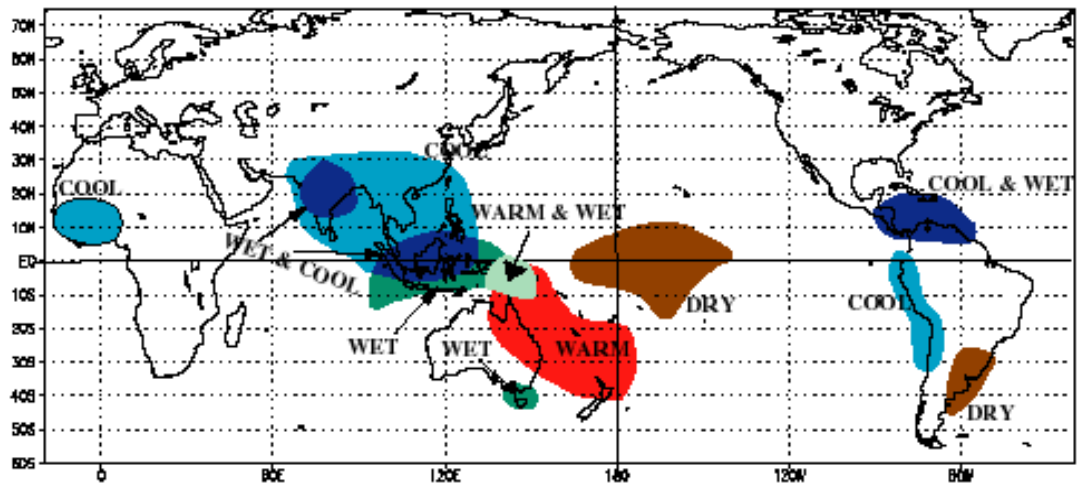 70N
60N
50N
40N
30N
COOL
20N
COOL
COOL & WET
WARM & WET
10N
WET & COOL
EQ
10S
COOL
DRY
20S
WET
WET
WARM
30S
40S
DRY
50S
60S
0
60E
120E
180
120W
60W